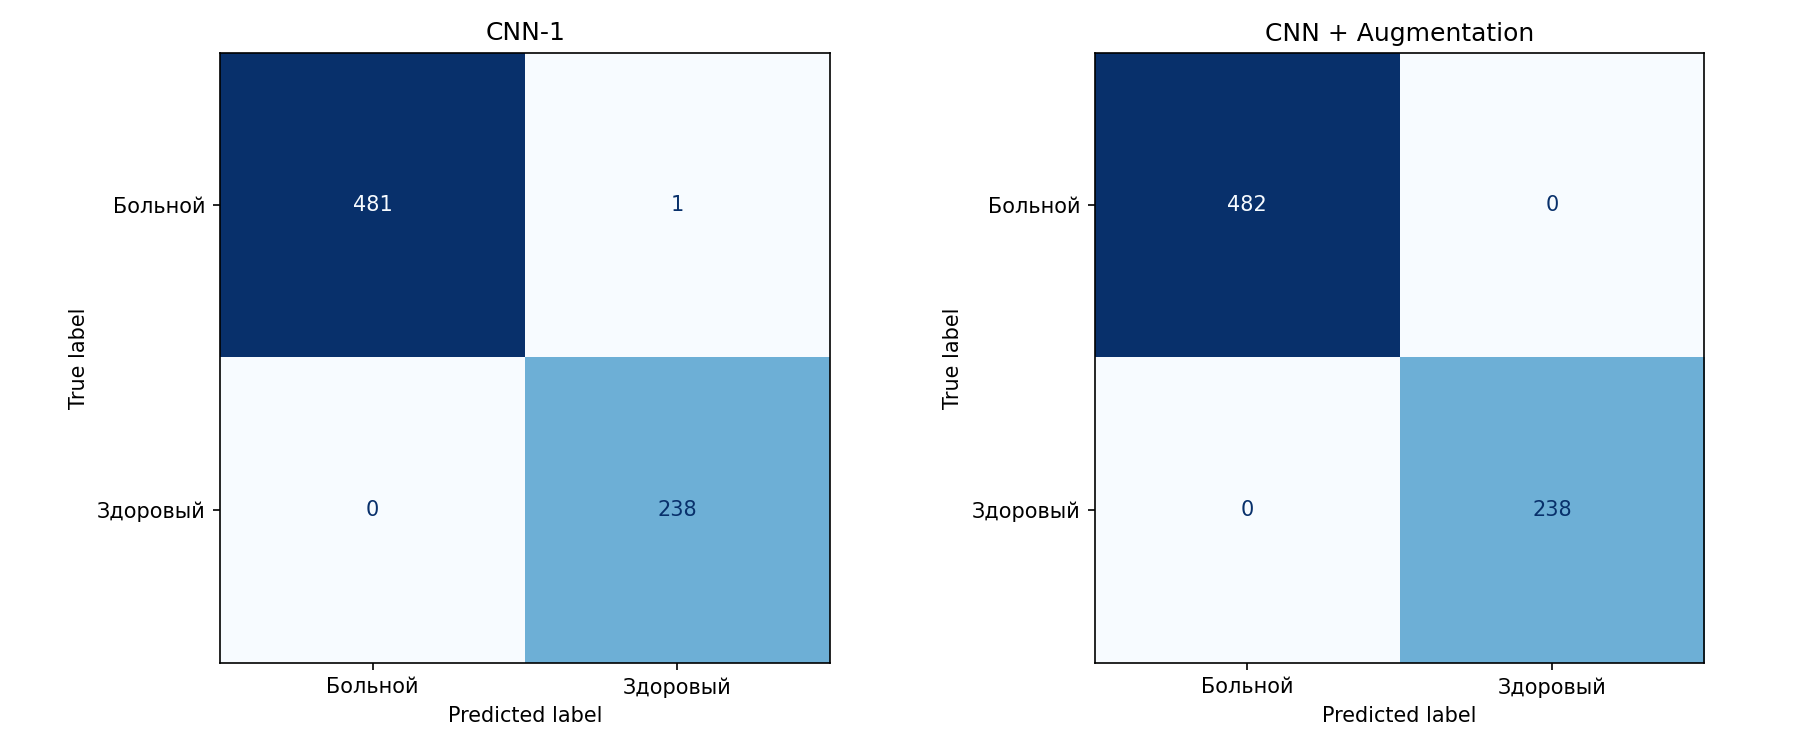 CNN-1
Больной
481
1
True label
Здоровый
0
238
Больной
Здоровый
Predicted label
CNN + Augmentation
Больной
482
0
True label
Здоровый
0
238
Больной
Здоровый
Predicted label